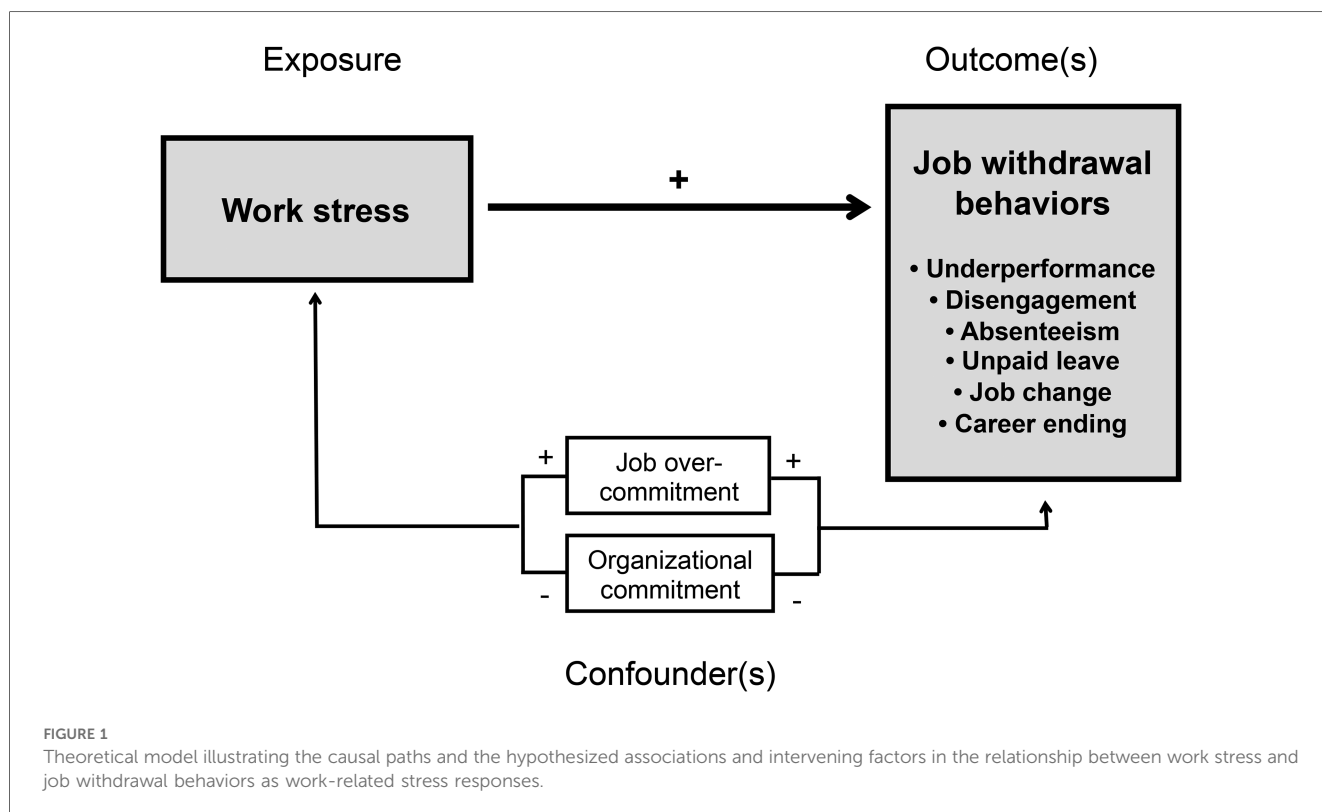 Exposure
Outcome(s)
Work stress
+
Job withdrawal
behaviors
• Underperformance
• Disengagement
• Absenteeism
• Unpaid leave
• Job change
• Career ending
+
Job over-
commitment
+
Organizational
commitment
-
-
Confounder(s)
FIGURE 1
Theoretical model illustrating the causal paths and the hypothesized associations and intervening factors in the relationship between work stress and
job withdrawal behaviors as work-related stress responses.